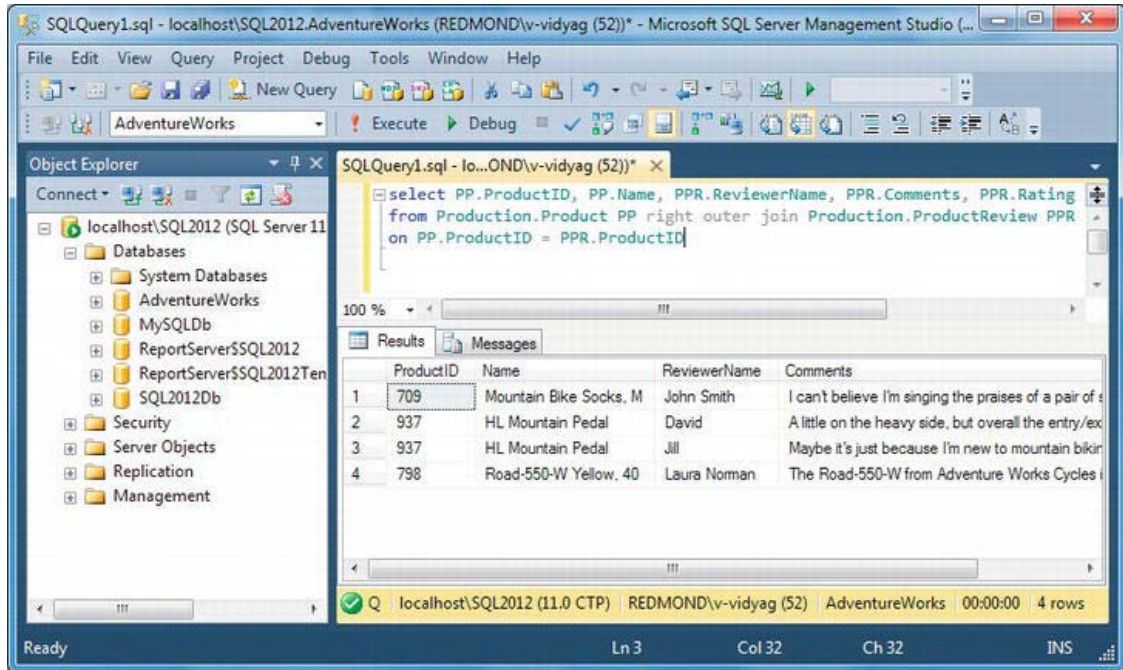 SQLQuery1.sql - localhost\SQL2012.AdventureWorks (REDMOND\v-vidyag (52))* - Microsoft SQL Server Management Studio (...
File Edit View Query Project Debug Tools Window Help
New Query
AdventureWorks Execute Debug
Object Explorer
Connect
localhost\SQL2012 (SQL Server 11
Databases
System Databases
AdventureWorks
MySQLDb
ReportServer$SQL2012
ReportServer$SQL2012Ten
SQL2012Db
Security
Server Objects
Replication
Management
SQLQuery1.sql - lo...OND\v-vidyag (52))*
select PP.ProductID, PP.Name, PPR.ReviewerName, PPR.Comments, PPR.Rating
from Production.Product PP right outer join Production.ProductReview PPR
on PP.ProductID = PPR.ProductID
100 %
Results Messages
ProductID Name ReviewerName Comments
1 709 Mountain Bike Socks, M John Smith I can't believe I'm singing the praises of a pair of s
2 937 HL Mountain Pedal David A little on the heavy side, but overall the entry/ex
3 937 HL Mountain Pedal Jill Maybe it's just because I'm new to mountain bikin
4 798 Road-550-W Yellow, 40 Laura Norman The Road-550-W from Adventure Works Cycles i
Q localhost\SQL2012 (11.0 CTP) REDMOND\v-vidyag (52) AdventureWorks 00:00:00 4 rows
Ready Ln 3 Col 32 Ch 32 INS